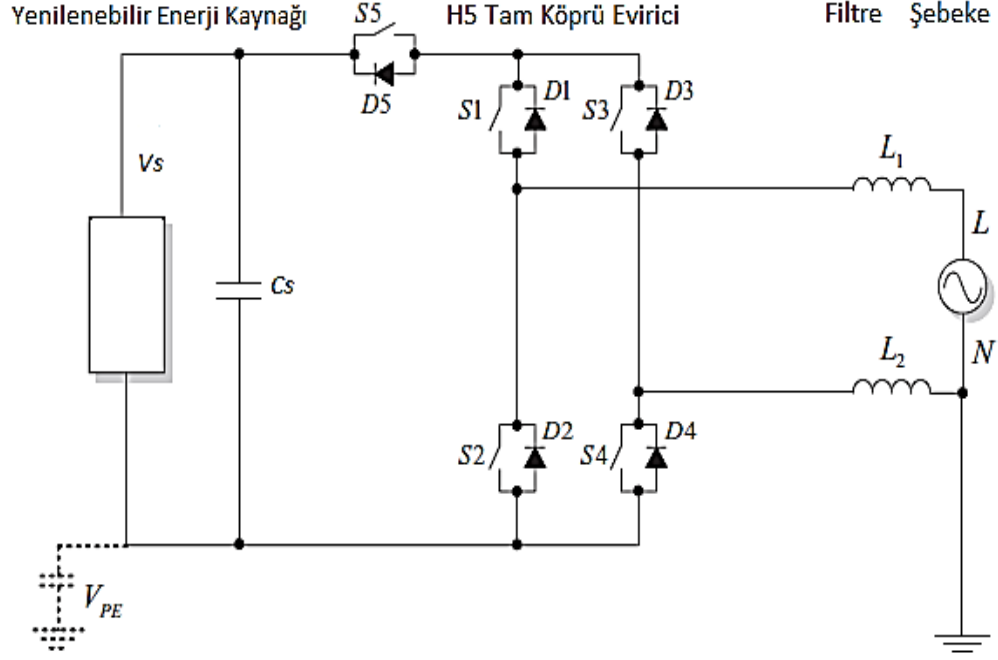 Yenilenebilir Enerji Kaynağı
S5
H5 Tam Köprü Evirici
Filtre
Şebeke
D5
S1
D1
S3
D3
Vs
L1
L
Cs
N
L2
S2
D2
S4
D4
VPE